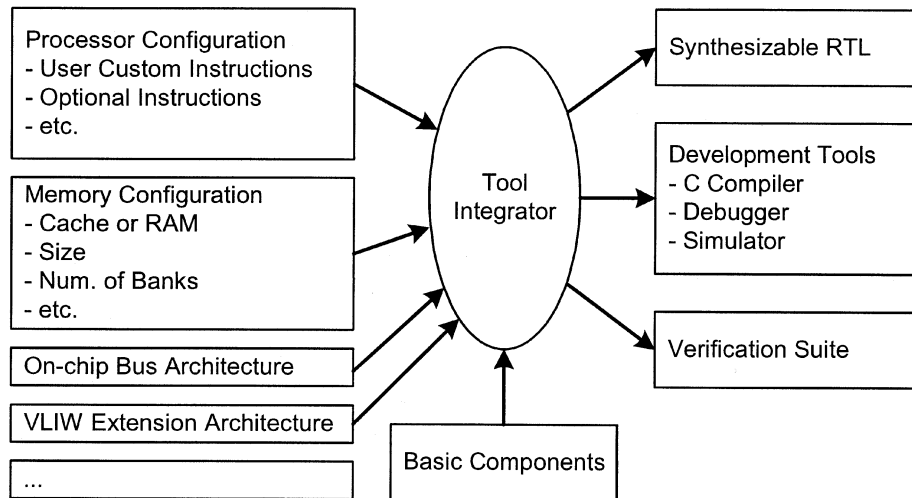 Processor Configuration
- User Custom Instructions
- Optional Instructions
- etc.
Memory Configuration
- Cache or RAM
- Size
- Num. of Banks
- etc.
On-chip Bus Architecture
VLIW Extension Architecture
...
Tool
Integrator
Basic Components
Synthesizable RTL
Development Tools
- C Compiler
- Debugger
- Simulator
Verification Suite